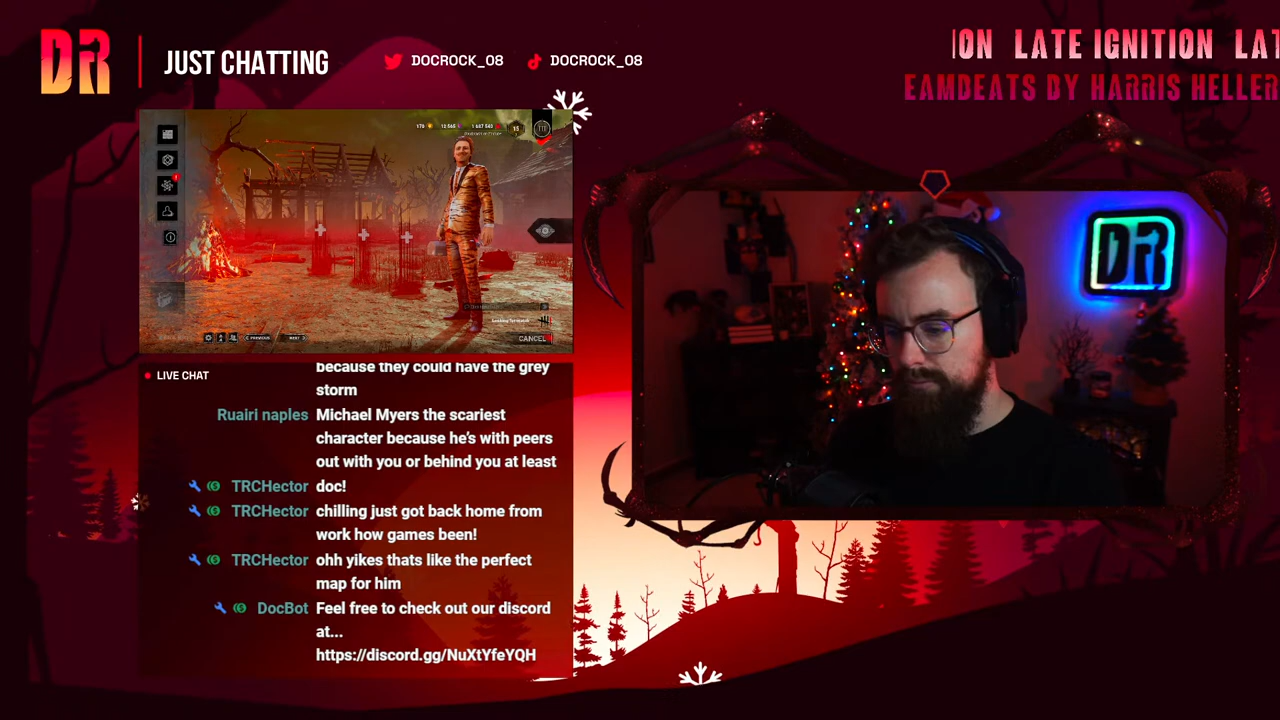 DR
JUST CHATTING
DOCROCK_08
DOCROCK_08
ION LATE IGNITION LAT
EAMBEATS BY HARRIS HELLER
DR
CANCEL
LIVE CHAT
because they could have the grey
storm
Ruairi naples Michael Myers the scariest
character because he's with peers
out with you or behind you at least
TRCHector doc!
TRCHector chilling just got back home from
work how games been!
TRCHector ohh yikes thats like the perfect
map for him
DocBot Feel free to check out our discord
at...
https://discord.gg/NuXtYfeYQH